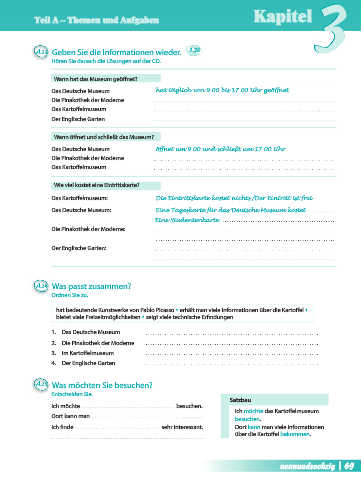 Teil A – Themen und Aufgaben
Kapitel 3
A13 Geben Sie die Informationen wieder.
Hören Sie danach die Lösungen auf der CD.
Wann hat das Museum geöffnet?
Das Deutsche Museum hat täglich von 9.00 bis 17.00 Uhr geöffnet
Die Pinakothek der Moderne
Das Kartoffelmuseum
Der Englische Garten
Wann öffnet und schließt das Museum?
Das Deutsche Museum öffnet um 9.00 und schließt um 17.00 Uhr
Die Pinakothek der Moderne
Das Kartoffelmuseum
Wie viel kostet eine Eintrittskarte?
Das Kartoffelmuseum: Die Eintrittskarte kostet nichts./Der Eintritt ist frei.
Das Deutsche Museum: Eine Tageskarte für das Deutsche Museum kostet
Eine Studentenkarte
Die Pinakothek der Moderne:
Der Englische Garten:
A14 Was passt zusammen?
Ordnen Sie zu.
hat bedeutende Kunstwerke von Pablo Picasso • erhält man viele Informationen über die Kartoffel •
bietet viele Freizeitmöglichkeiten • zeigt viele technische Erfindungen
1. Das Deutsche Museum
2. Die Pinakothek der Moderne
3. Im Kartoffelmuseum
4. Der Englische Garten
A15 Was möchten Sie besuchen?
Entscheiden Sie.
Ich möchte besuchen.
Dort kann man
Ich finde sehr interessant.
Satzbau
Ich möchte das Kartoffelmuseum
besuchen.
Dort kann man viele Informationen
über die Kartoffel bekommen.
neunundsechzig | 69